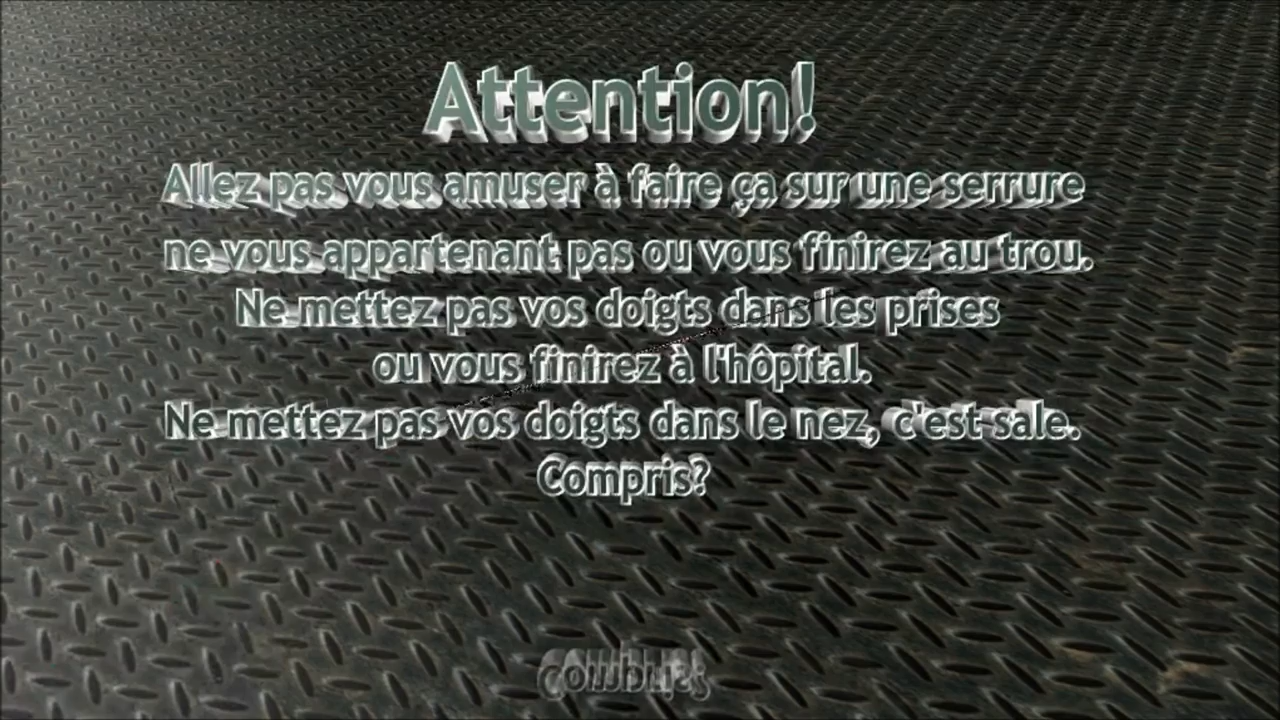 Attention!
Allez pas vous amuser à faire ça sur une serrure
ne vous appartenant pas ou vous finirez au trou.
Ne mettez pas vos doigts dans les prises
ou vous finirez à l'hôpital.
Ne mettez pas vos doigts dans le nez, c'est sale.
Compris?